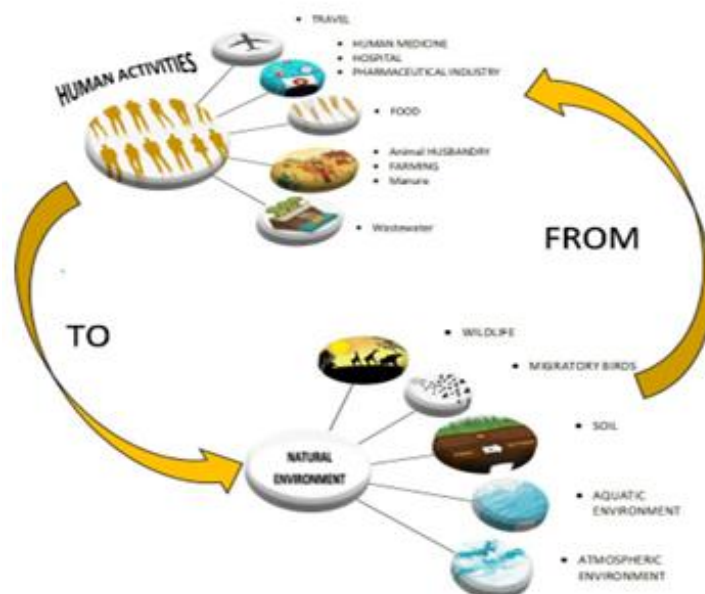 TRAVEL
HUMAN ACTIVITIES
HUMAN MEDICINE
HOSPITAL
PHARMACEUTICAL INDUSTRY
FOOD
Animal HUSBANDRY
FARMING
Manure
Wastewater
FROM
TO
WILDLIFE
MIGRATORY BIRDS
SOIL
NATURAL
ENVIRONMENT
AQUATIC
ENVIRONMENT
ATMOSPHERIC
ENVIRONMENT